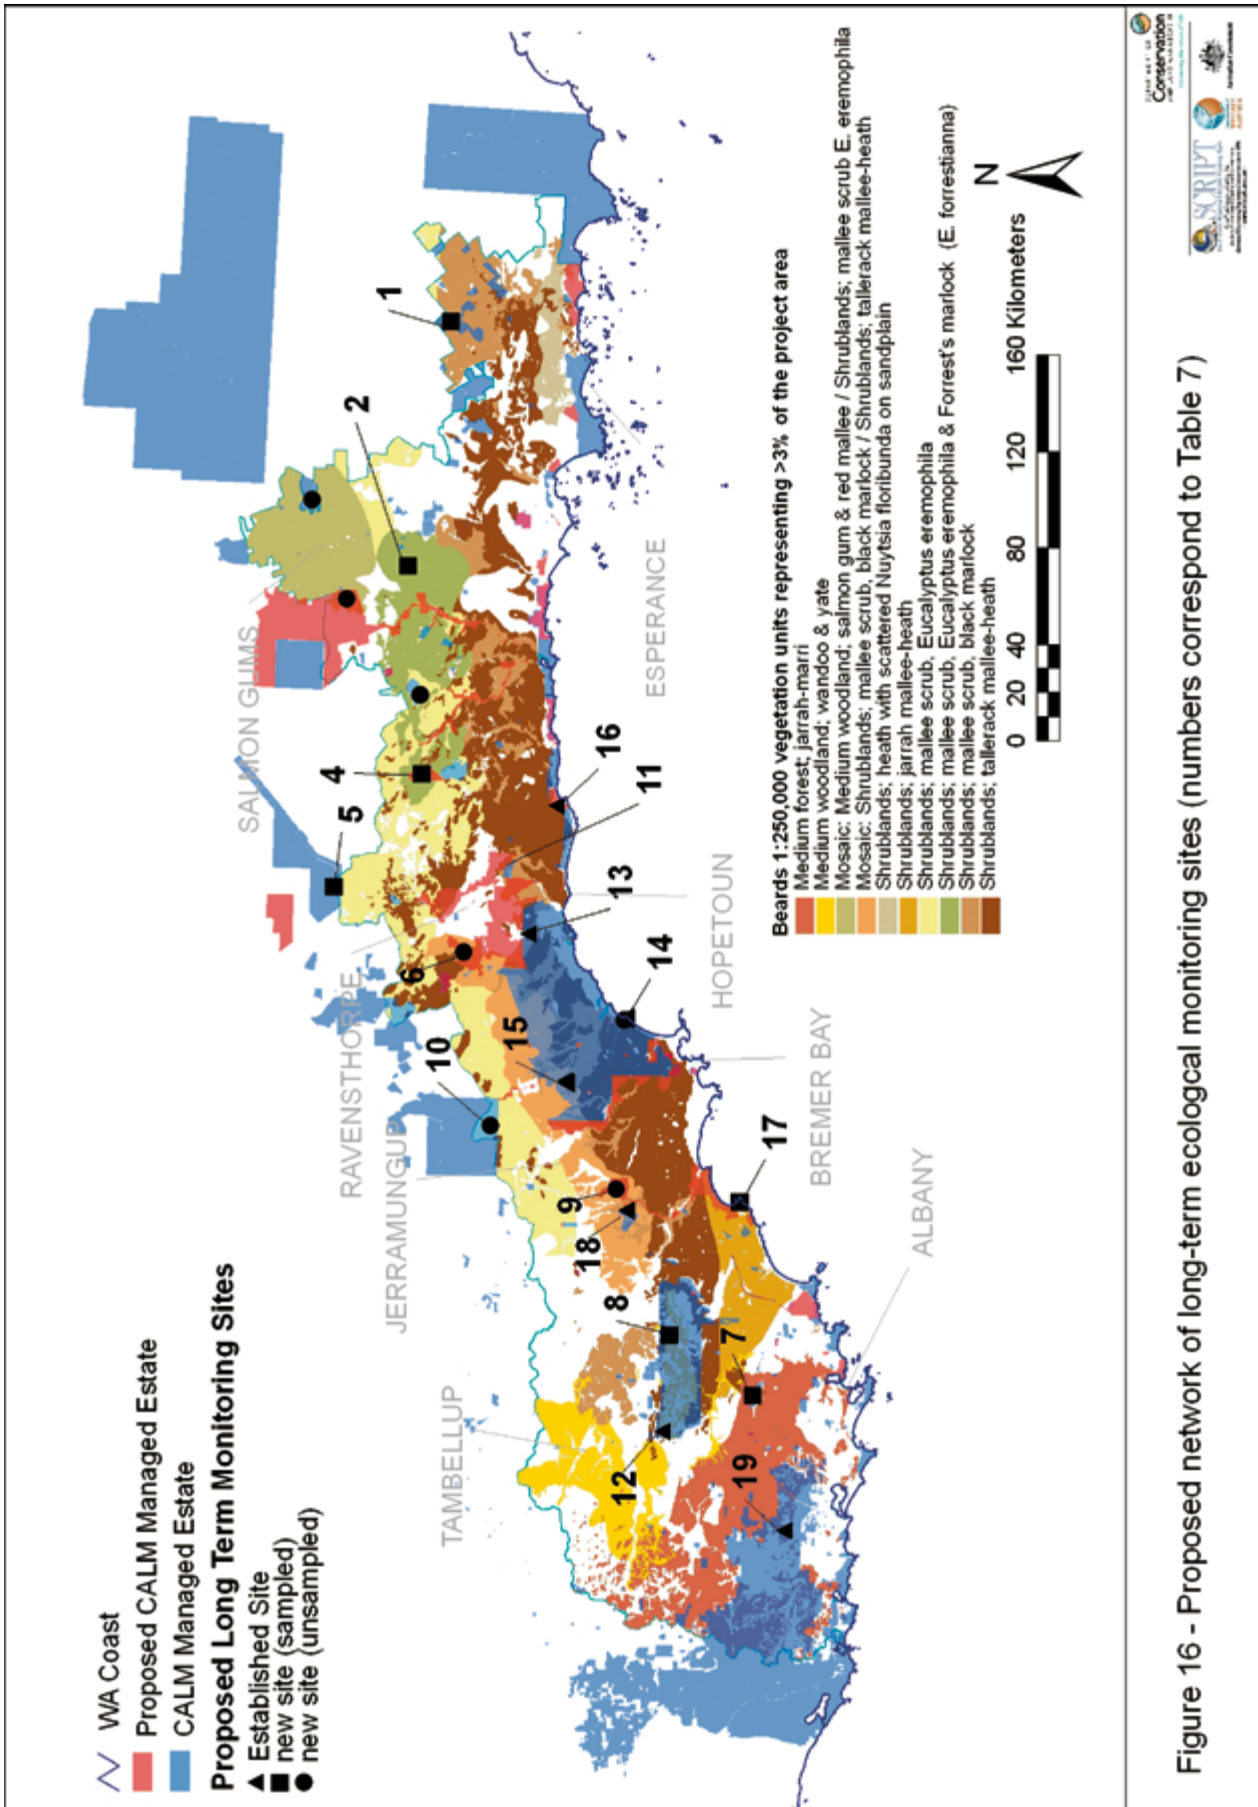 WA Coast
Proposed CALM Managed Estate
CALM Managed Estate
Proposed Long Term Monitoring Sites
Established Site
new site (sampled)
new site (unsampled)
TAMBELLUP
JERRAMUNGUP
RAVENSTHORPE
SALMON GUMS
ESPERANCE
HOPETOUN
BREMER BAY
ALBANY
1
2
4
5
6
7
8
9
10
11
12
13
14
15
16
17
18
19
Beards 1:250,000 vegetation units representing >3% of the project area
Medium forest; jarrah-marri
Medium woodland; wandoo & yate
Mosaic: Medium woodland; salmon gum & red mallee / Shrublands; mallee scrub E. eremophila
Mosaic: Shrublands; mallee scrub, black marlock / Shrublands; tallerack mallee-heath
Shrublands; heath with scattered Nuytsia floribunda on sandplain
Shrublands; jarrah mallee-heath
Shrublands; mallee scrub, Eucalyptus eremophila
Shrublands; mallee scrub, Eucalyptus eremophila & Forrest's marlock (E. forrestianna)
Shrublands; mallee scrub, black marlock
Shrublands; tallerack mallee-heath
0 20 40 80 120 160 Kilometers
N
SCRIPT
Conservation
Figure 16 - Proposed network of long-term ecologcal monitoring sites (numbers correspond to Table 7)